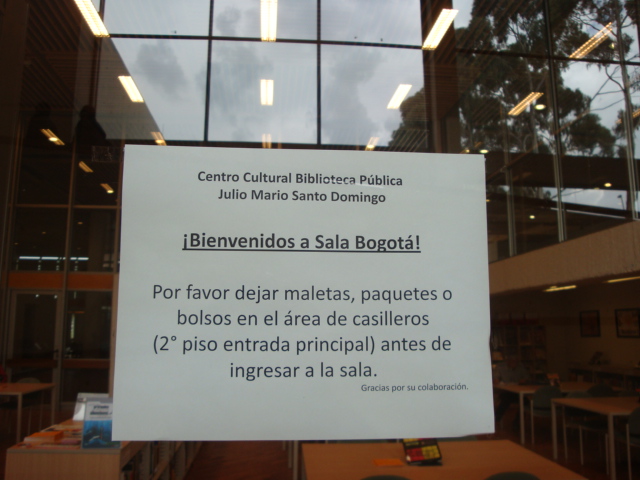 Centro Cultural Biblioteca Pública
Julio Mario Santo Domingo
¡Bienvenidos a Sala Bogotá!
Por favor dejar maletas, paquetes o
bolsos en el área de casilleros
(2° piso entrada principal) antes de
ingresar a la sala.
Gracias por su colaboración.